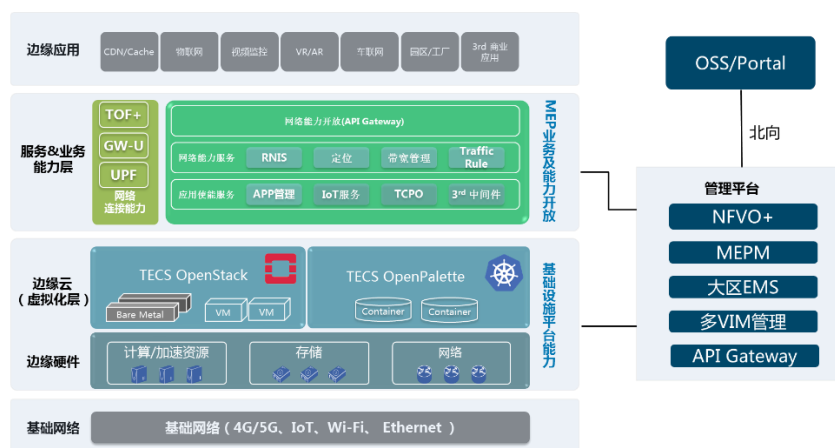 边缘应用
CDN/Cache
物联网
视频监控
VR/AR
车联网
园区/工厂
3rd 商业
应用
服务&业务
能力层
TOF+
GW-U
UPF
网络
连接能力
网络能力开放(API Gateway)
网络能力服务
RNIS
定位
带宽管理
Traffic
Rule
应用使能服务
APP管理
IoT服务
TCPO
3rd 中间件
MEP业务及能力开放
边缘云
(虚拟化层)
TECS OpenStack
Bare Metal
VM
VM
TECS OpenPalette
Container
Container
基础设施平台能力
边缘硬件
计算/加速资源
存储
网络
基础网络
基础网络(4G/5G、IoT、Wi-Fi、 Ethernet )
OSS/Portal
北向
管理平台
NFVO+
MEPM
大区EMS
多VIM管理
API Gateway